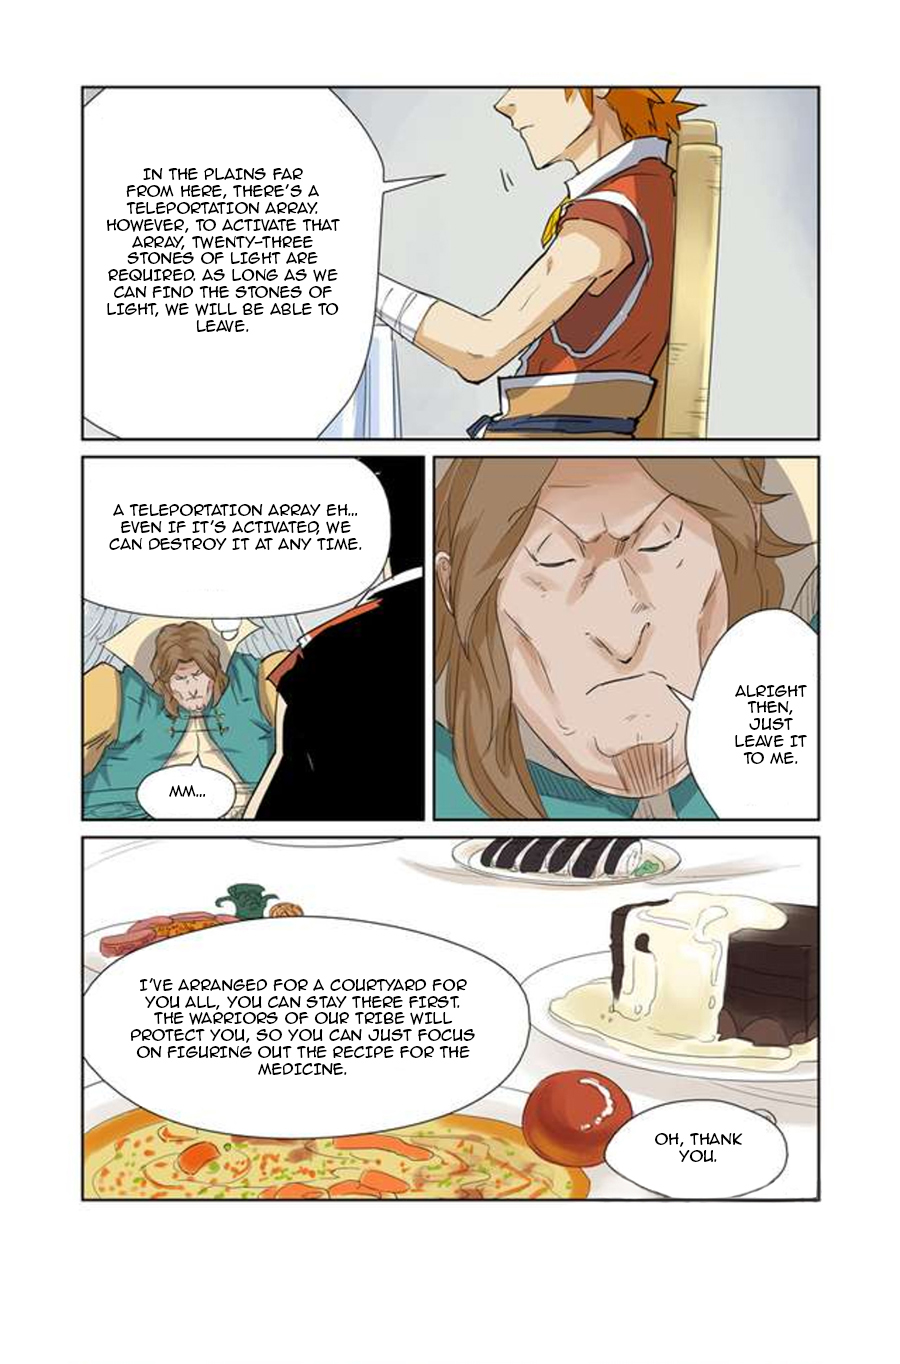 IN THE PLAINS FAR
FROM HERE, THERE'S A
TELEPORTATION ARRAY.
HOWEVER, TO ACTIVATE THAT
ARRAY, TWENTY-THREE
STONES OF LIGHT ARE
REQUIRED. AS LONG AS WE
CAN FIND THE STONES OF
LIGHT, WE WILL BE ABLE TO
LEAVE.
A TELEPORTATION ARRAY EH...
EVEN IF IT'S ACTIVATED, WE
CAN DESTROY IT AT ANY TIME.
MM...
ALRIGHT
THEN,
JUST
LEAVE IT
TO ME.
I'VE ARRANGED FOR A COURTYARD FOR
YOU ALL, YOU CAN STAY THERE FIRST.
THE WARRIORS OF OUR TRIBE WILL
PROTECT YOU, SO YOU CAN JUST FOCUS
ON FIGURING OUT THE RECIPE FOR THE
MEDICINE.
OH, THANK
YOU.